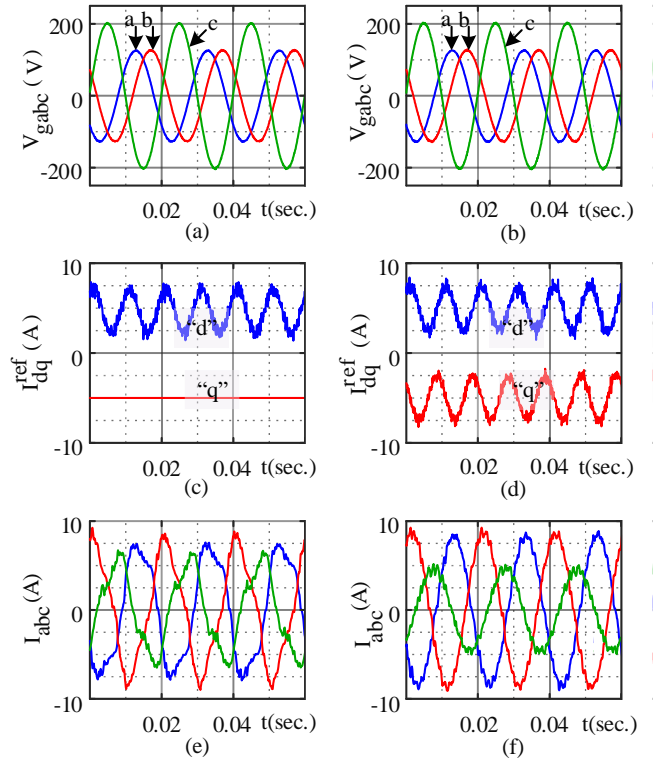 200
0
-200
V_gabc (V)
a b
c
0.02 0.04 t(sec.)
(a)
200
0
-200
V_gabc (V)
a b
c
0.02 0.04 t(sec.)
(b)
10
0
-10
I_dq^ref (A)
“d”
“q”
0.02 0.04 t(sec.)
(c)
10
0
-10
I_dq^ref (A)
“d”
“q”
0.02 0.04 t(sec.)
(d)
10
0
-10
I_abc (A)
0.02 0.04 t(sec.)
(e)
10
0
-10
I_abc (A)
0.02 0.04 t(sec.)
(f)